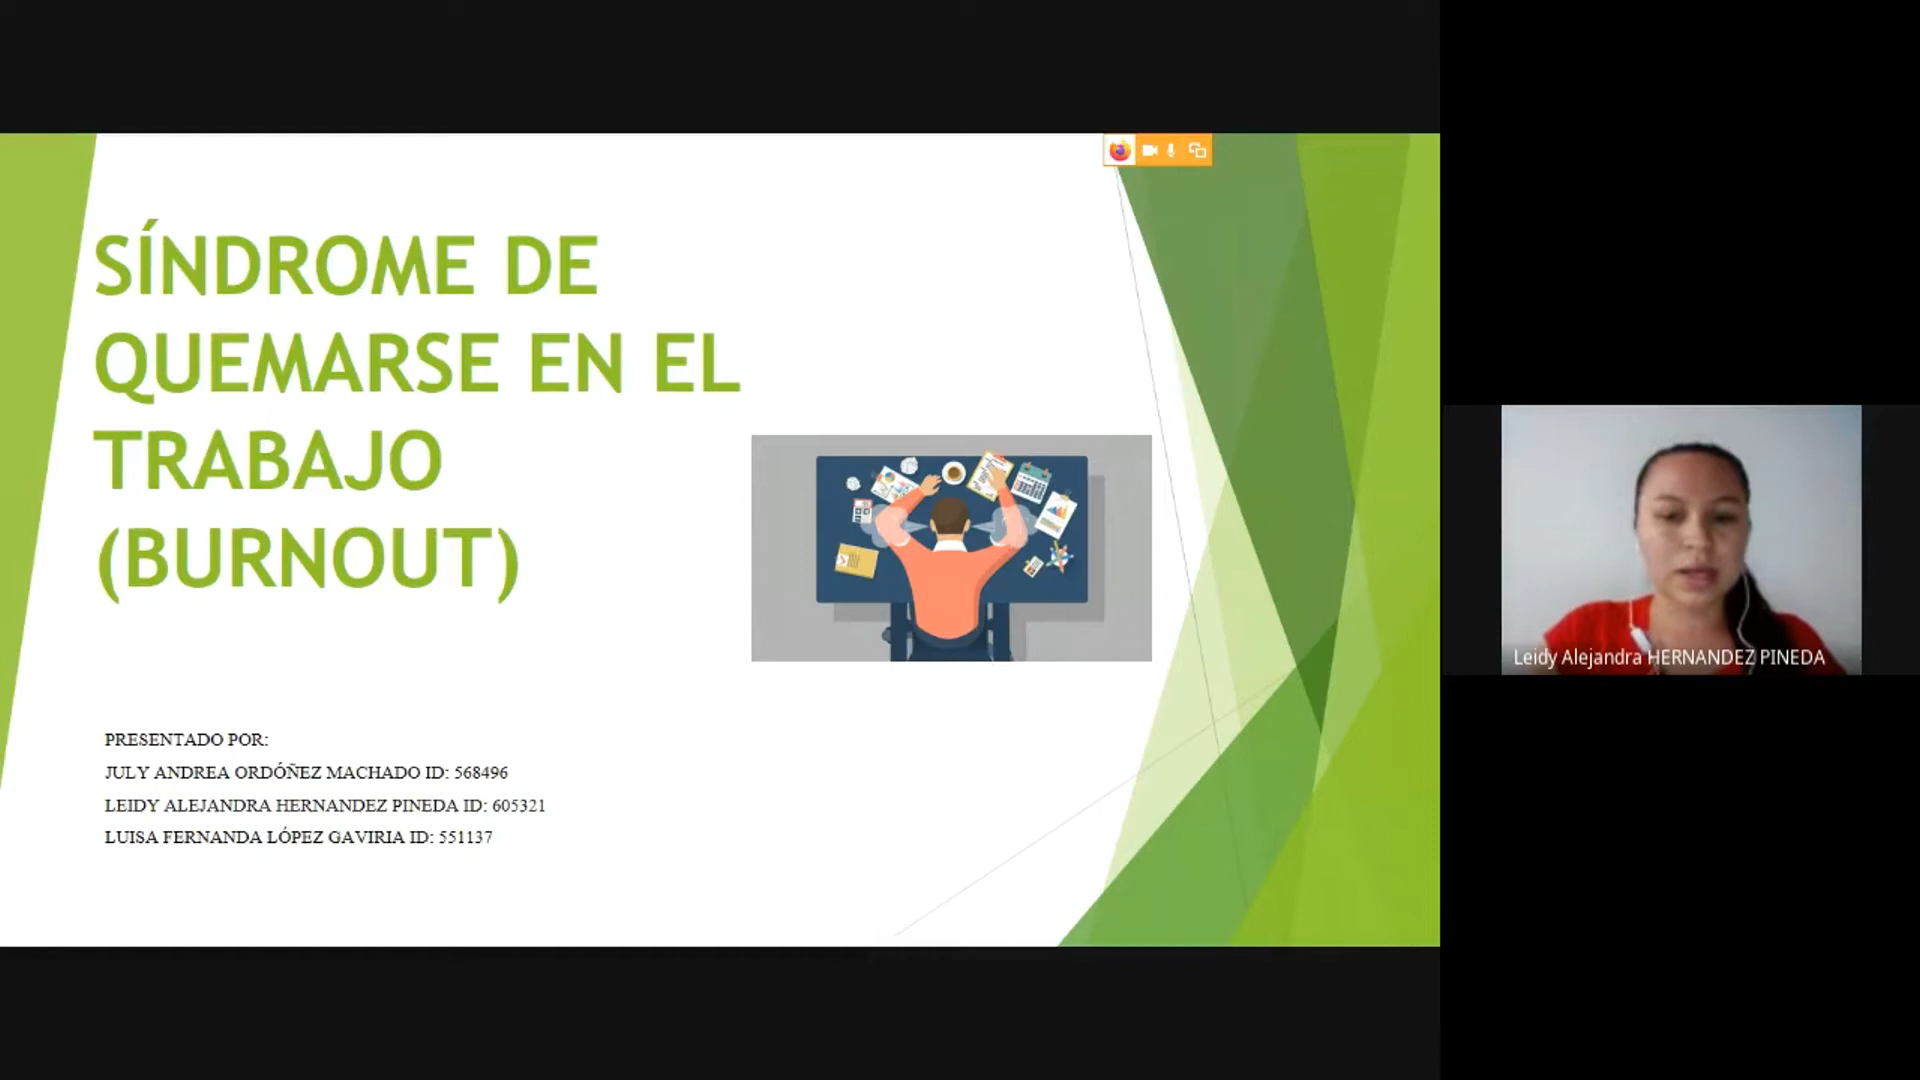 SÍNDROME DE
QUEMARSE EN EL
TRABAJO
(BURNOUT)
PRESENTADO POR:
JULY ANDREA ORDÓÑEZ MACHADO ID: 568496
LEIDY ALEJANDRA HERNANDEZ PINEDA ID: 605321
LUISA FERNANDA LÓPEZ GAVIRIA ID: 551137
Leidy Alejandra HERNANDEZ PINEDA